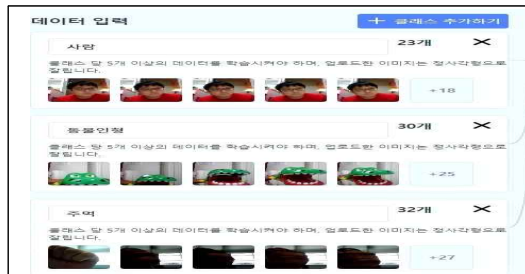 데이터 입력
+ 클래스 추가하기
사람
23개 ×
클래스 당 5개 이상의 데이터를 학습시켜야 하며, 업로드한 이미지는 정사각형으로
잘립니다.
+18
동물인형
30개 ×
클래스 당 5개 이상의 데이터를 학습시켜야 하며, 업로드한 이미지는 정사각형으로
잘립니다.
+25
주먹
32개 ×
클래스 당 5개 이상의 데이터를 학습시켜야 하며, 업로드한 이미지는 정사각형으로
잘립니다.
+27